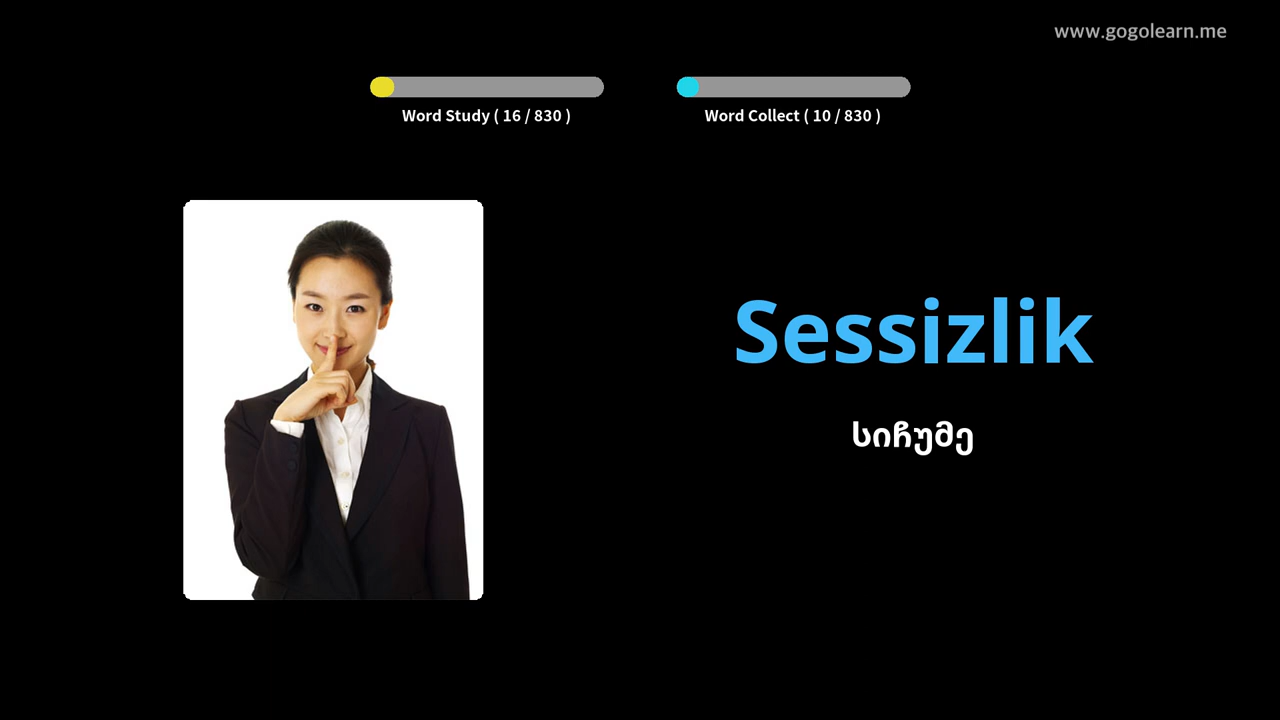 www.gogolearn.me
Word Study ( 16 / 830 )
Word Collect ( 10 / 830 )
Sessizlik
სიჩუმე